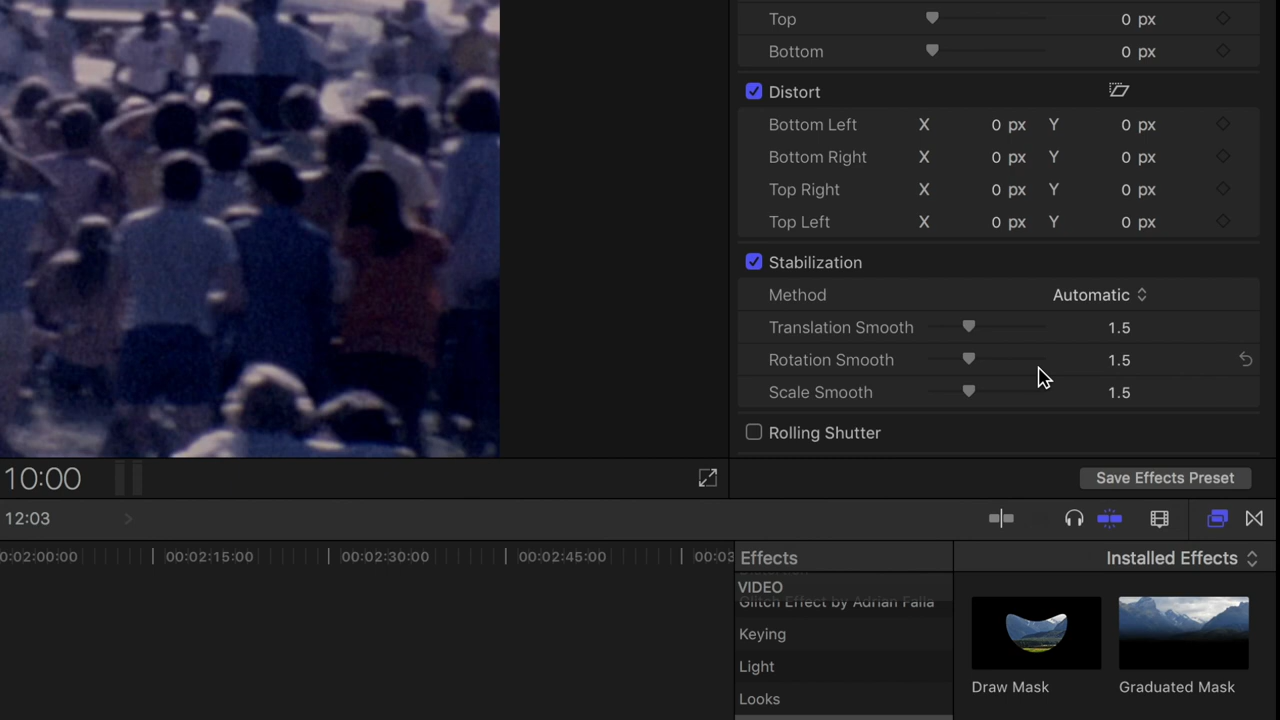 Top 0 px
Bottom 0 px
Distort
Bottom Left X 0 px Y 0 px
Bottom Right X 0 px Y 0 px
Top Right X 0 px Y 0 px
Top Left X 0 px Y 0 px
Stabilization
Method Automatic
Translation Smooth 1.5
Rotation Smooth 1.5
Scale Smooth 1.5
Rolling Shutter
10:00
Save Effects Preset
12:03
0:02:00:00 00:02:15:00 00:02:30:00 00:02:45:00 00:03
Effects Installed Effects
VIDEO
Glitch Effect by Adrian Falla
Keying
Light
Looks
Draw Mask Graduated Mask